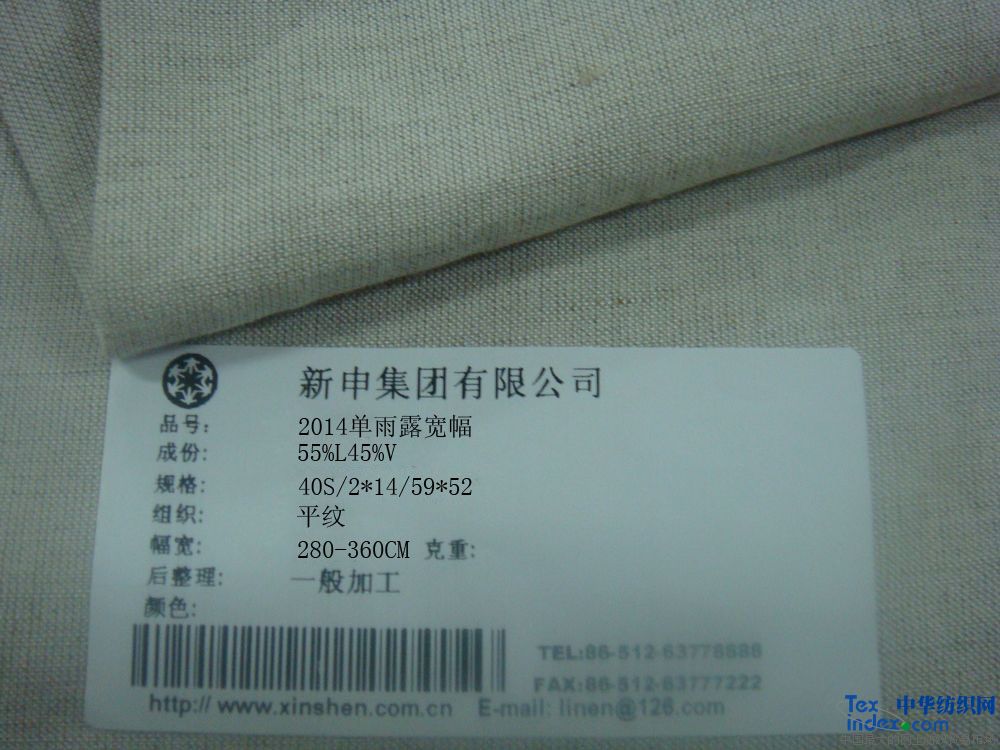 新申集团有限公司
品号: 2014单雨露宽幅
成份: 55%L45%V
规格: 40S/2*14/59*52
组织: 平纹
幅宽: 280-360CM 克重:
后整理: 一般加工
颜色:
TEL:86-512-63778688
FAX:86-512-63777222
http:// www.xinshen.com.cn E-mail: linen@126.com
Tex 中华纺织网
index.com